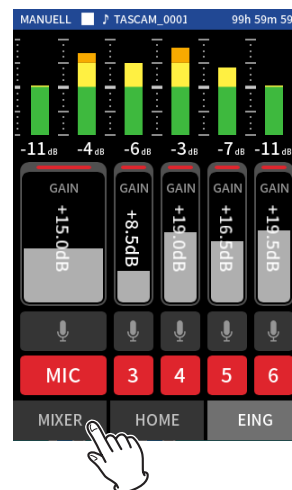 MANUELL ♪ TASCAM_0001 99h 59m 59
-11 dB -4 dB -6 dB -3 dB -7 dB -11 dB
GAIN GAIN GAIN GAIN GAIN
+15.0dB +8.5dB +19.0dB +16.5dB +19.5dB
MIC 3 4 5 6
MIXER HOME EING